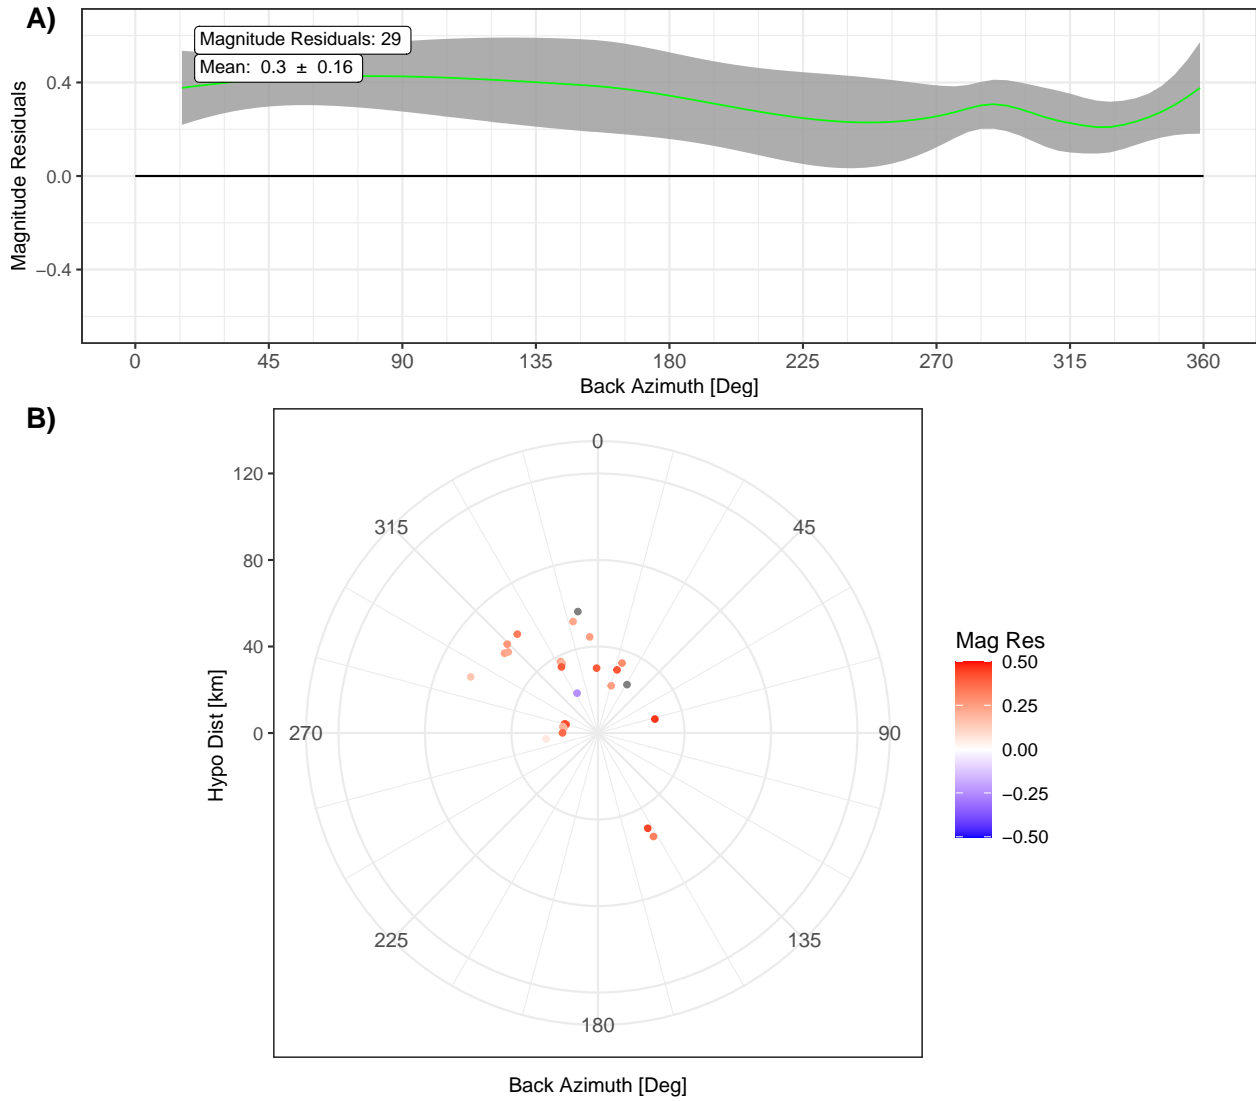 A)
Magnitude Residuals: 29
Mean:  0.3  ±  0.16
0.4
0.0
−0.4
Magnitude Residuals
0 45 90 135 180 225 270 315 360
Back Azimuth [Deg]
B)
120
80
40
0
Hypo Dist [km]
0
45
90
135
180
225
270
315
Back Azimuth [Deg]
Mag Res
0.50
0.25
0.00
−0.25
−0.50